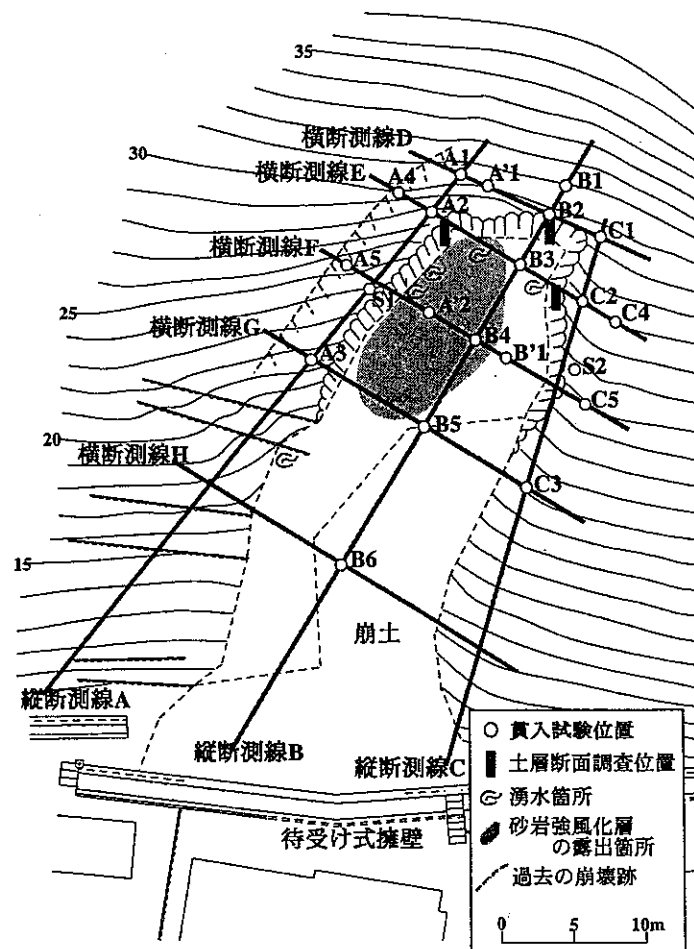 35
横断測線D
30
横断測線E
A1
A'1
B1
A4
A2
B2
C1
横断測線F
A5
B3
25
S1
A'2
C2
C4
横断測線G
B4
B'1
A3
S2
C5
20
B5
横断測線H
C3
15
B6
崩土
縦断測線A
縦断測線B
縦断測線C
待受け式擁壁
貫入試験位置
土層断面調査位置
湧水箇所
砂岩強風化層
の露出箇所
過去の崩壊跡
0 5 10m